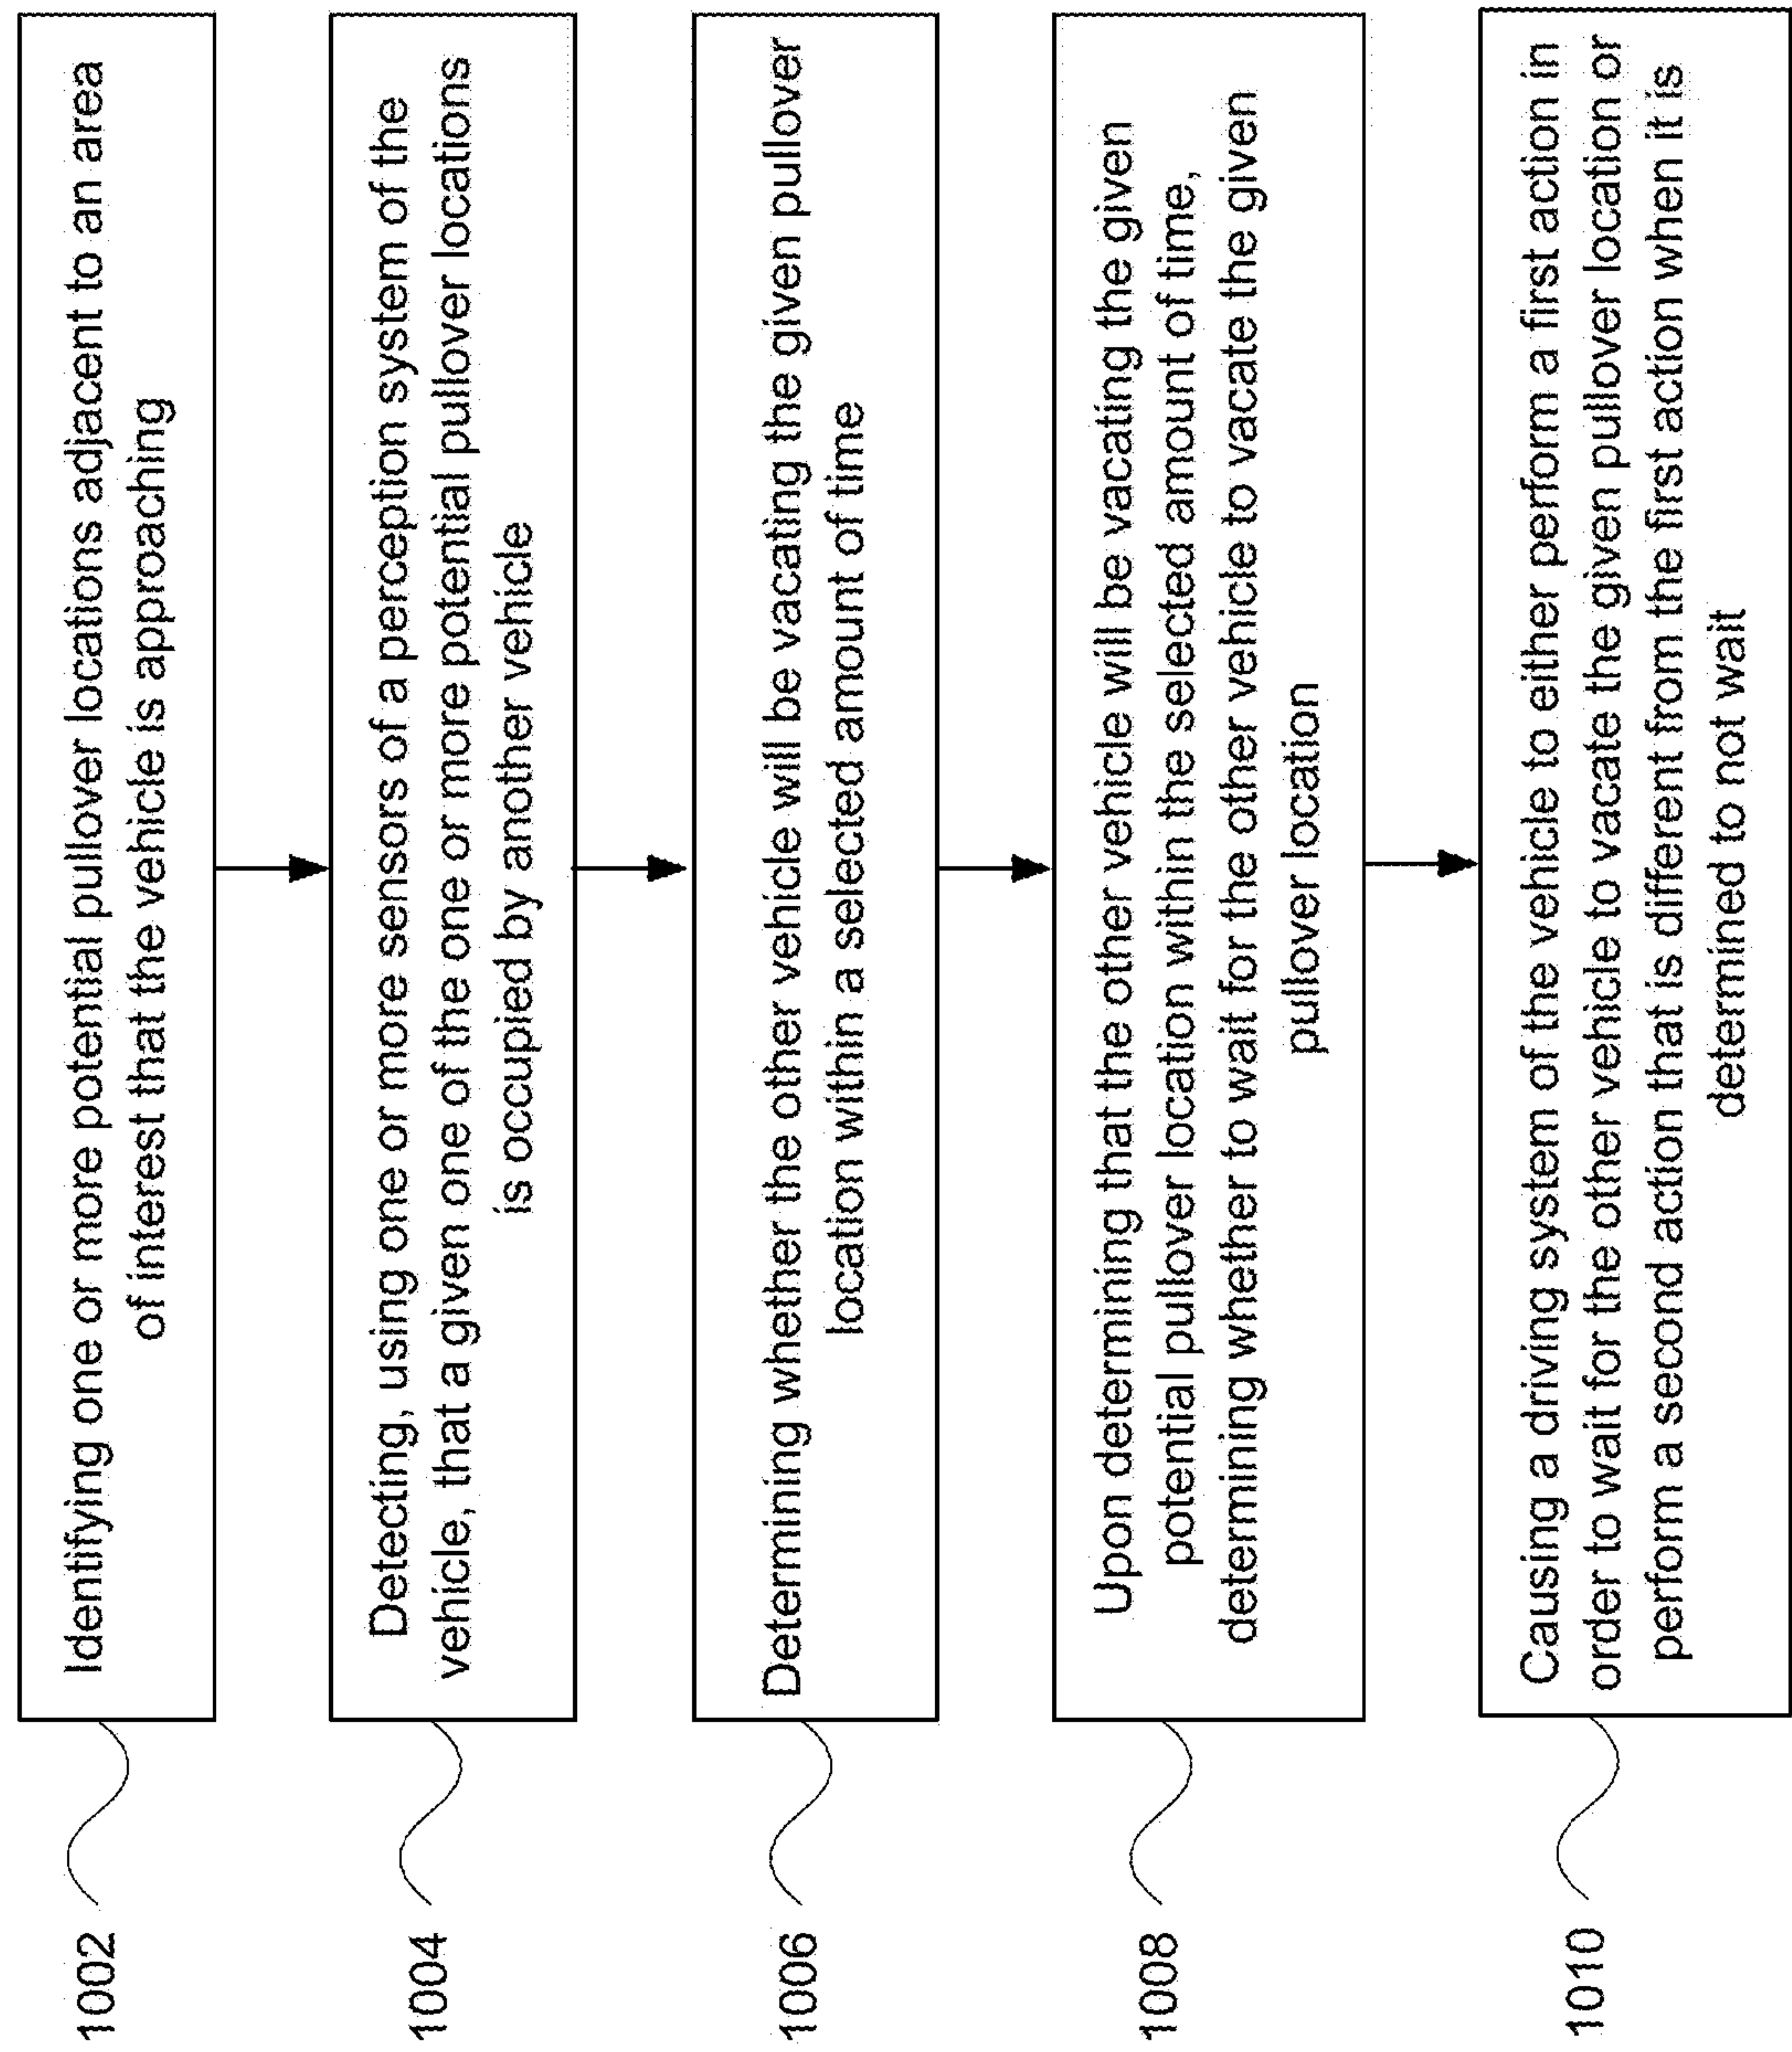 1002
Identifying one or more potential pullover locations adjacent to an area
of interest that the vehicle is approaching
1004
Detecting, using one or more sensors of a perception system of the
vehicle, that a given one of the one or more potential pullover locations
is occupied by another vehicle
1006
Determining whether the other vehicle will be vacating the given pullover
location within a selected amount of time
1008
Upon determining that the other vehicle will be vacating the given
potential pullover location within the selected amount of time,
determining whether to wait for the other vehicle to vacate the given
pullover location
1010
Causing a driving system of the vehicle to either perform a first action in
order to wait for the other vehicle to vacate the given pullover location or
perform a second action that is different from the first action when it is
determined to not wait